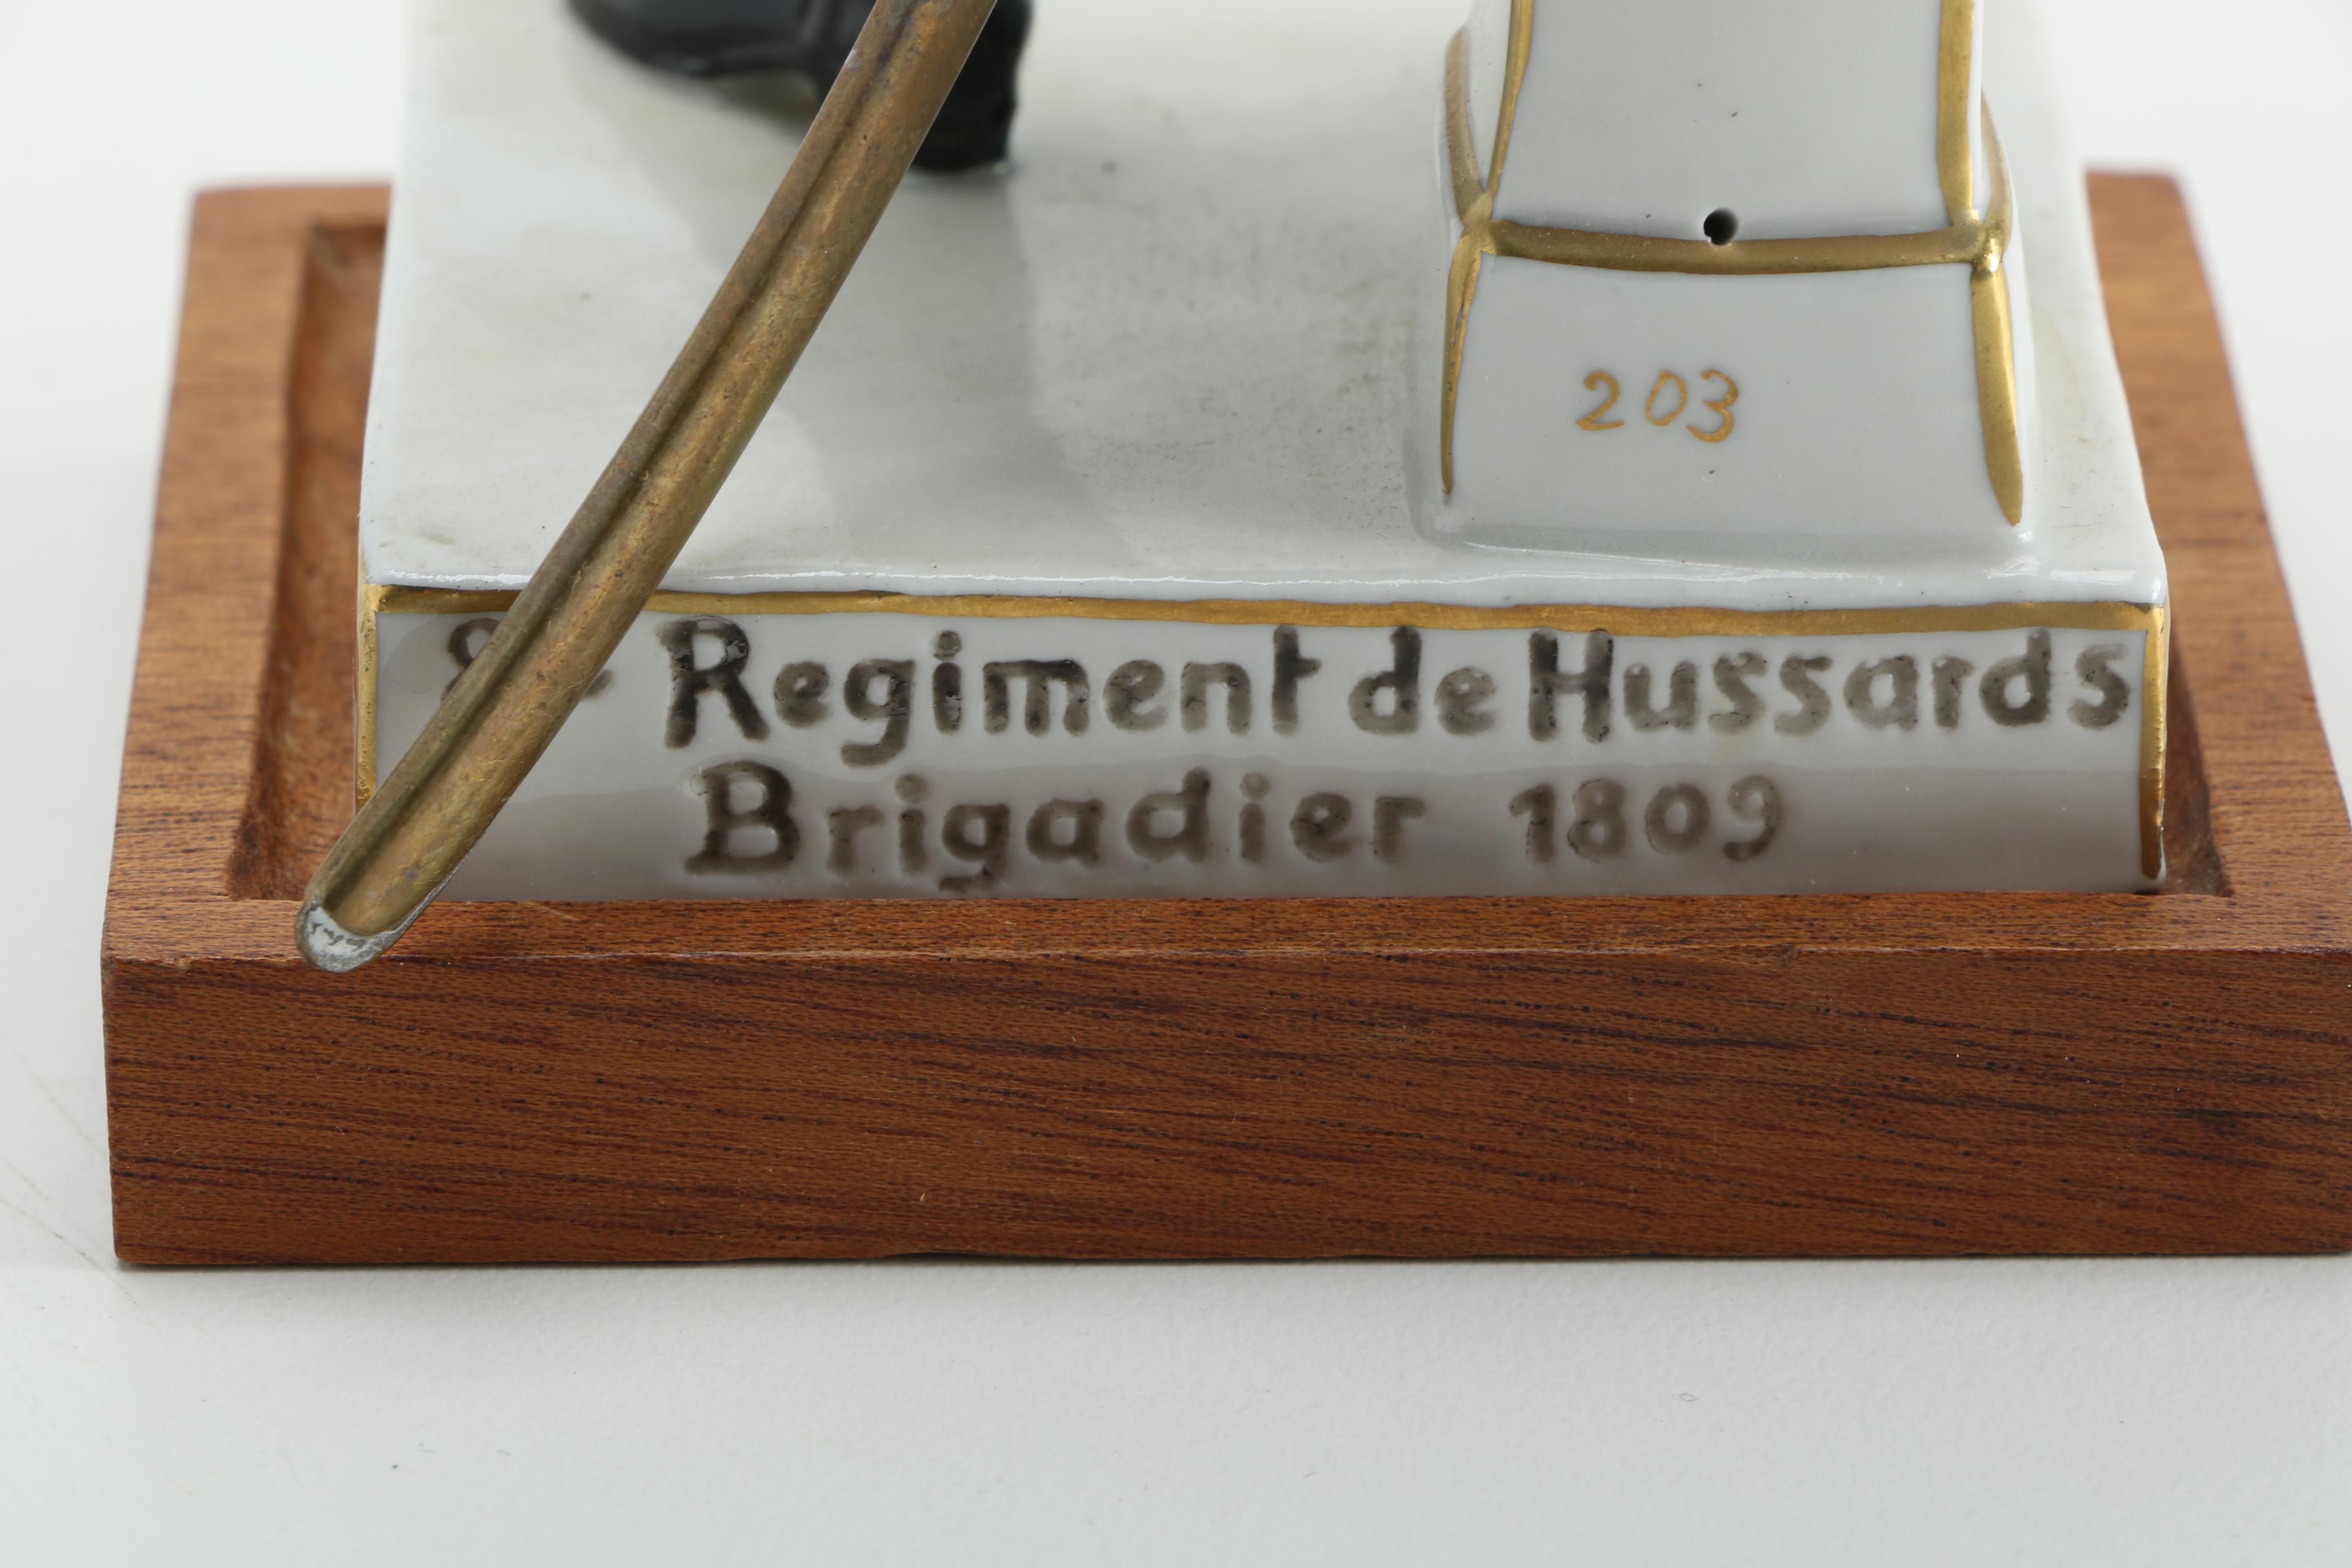 203
Regiment de Hussards
Brigadier 1809